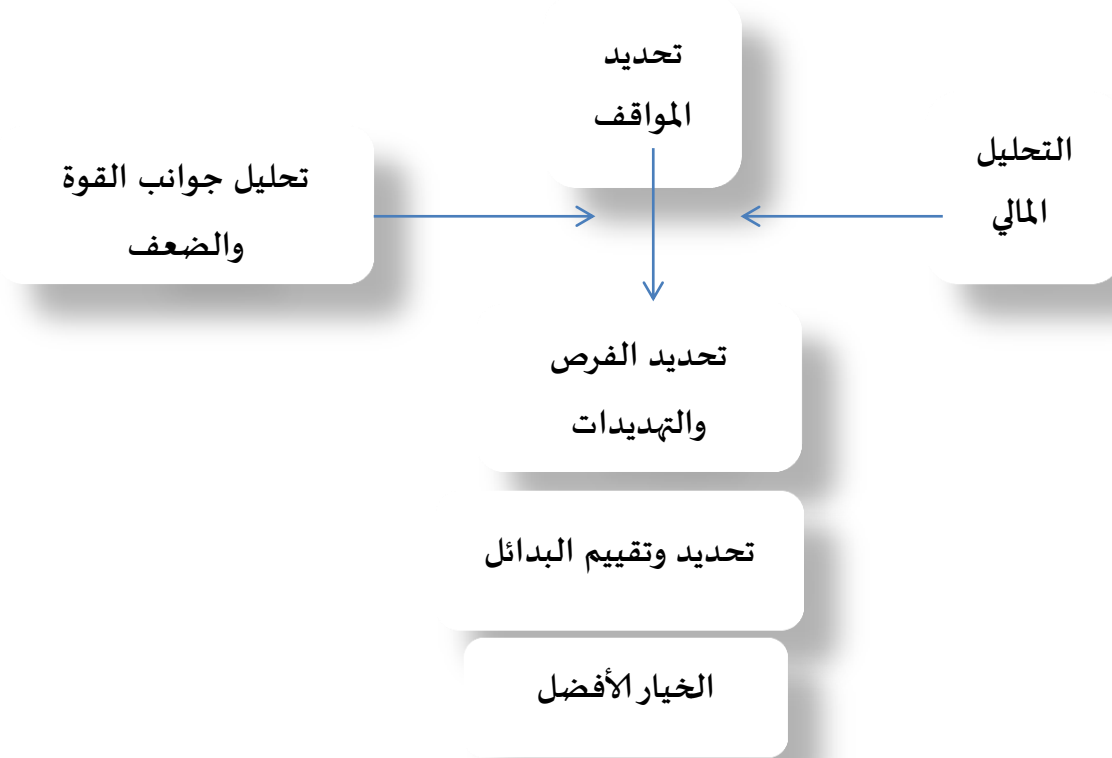 تحديد
المواقف
التحليل
المالي
تحليل جوانب القوة
والضعف
تحديد الفرص
والتهديدات
تحديد وتقييم البدائل
الخيار الأفضل